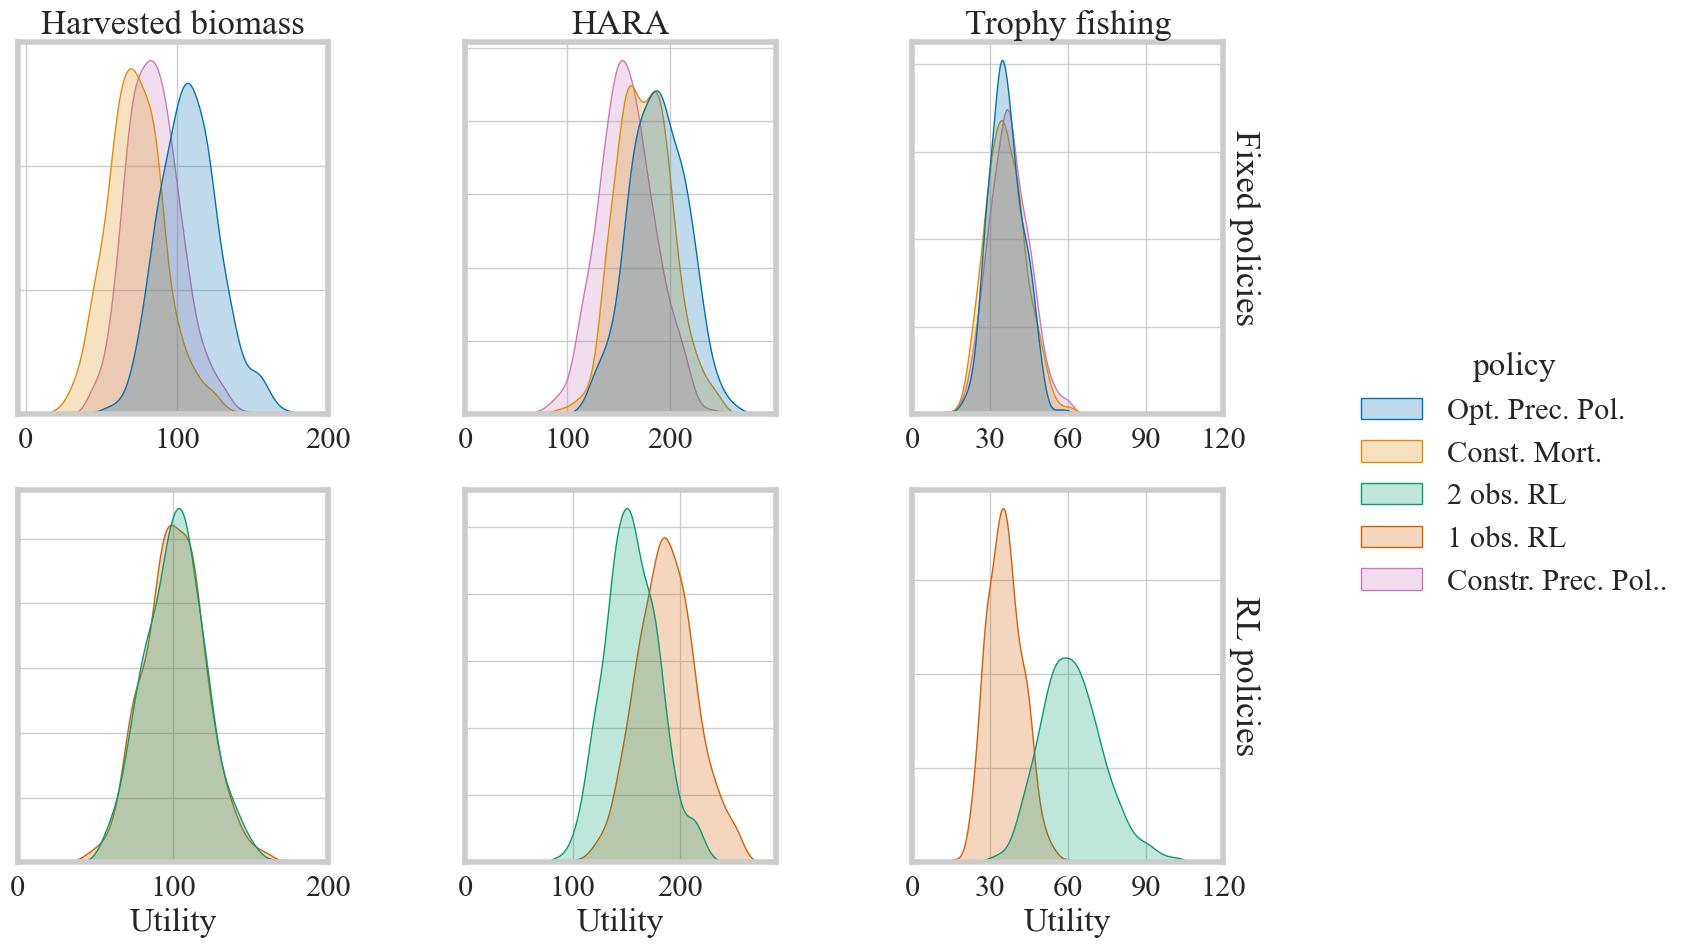 Harvested biomass
HARA
Trophy fishing
Fixed policies
0 100 200
0 100 200
0 30 60 90 120
policy
Opt. Prec. Pol.
Const. Mort.
2 obs. RL
1 obs. RL
Constr. Prec. Pol..
RL policies
0 100 200
0 100 200
0 30 60 90 120
Utility
Utility
Utility